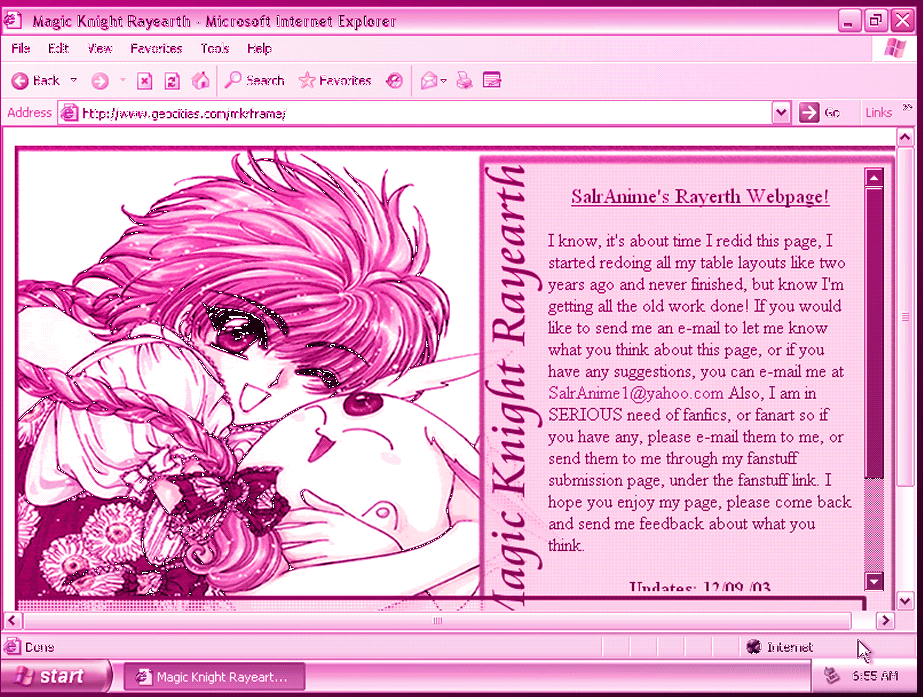 Magic Knight Rayearth - Microsoft Internet Explorer
File Edit View Favorites Tools Help
Back Search Favorites
Address http://www.geocities.com/mkrframe/ Go Links »
Magic Knight Rayearth
SalrAnime's Rayerth Webpage!
I know, it's about time I redid this page, I
started redoing all my table layouts like two
years ago and never finished, but know I'm
getting all the old work done! If you would
like to send me an e-mail to let me know
what you think about this page, or if you
have any suggestions, you can e-mail me at
SalrAnime1@yahoo.com Also, I am in
SERIOUS need of fanfics, or fanart so if
you have any, please e-mail them to me, or
send them to me through my fanstuff
submission page, under the fanstuff link. I
hope you enjoy my page, please come back
and send me feedback about what you
think.
Updates: 12/09 /03
Done Internet
start Magic Knight Rayeart... 6:55 AM